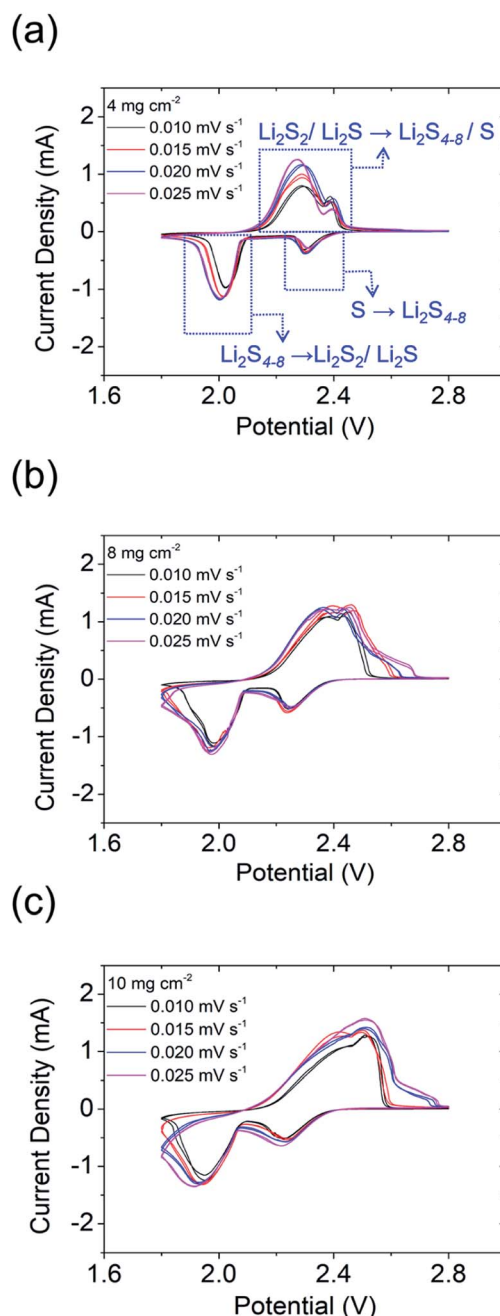 (a)
4 mg cm⁻²
0.010 mV s⁻¹
0.015 mV s⁻¹
0.020 mV s⁻¹
0.025 mV s⁻¹
Li₂S₂/ Li₂S → Li₂S₄₋₈/ S
S → Li₂S₄₋₈
Li₂S₄₋₈→Li₂S₂/ Li₂S
2
1
0
-1
-2
Current Density (mA)
1.6 2.0 2.4 2.8
Potential (V)
(b)
8 mg cm⁻²
0.010 mV s⁻¹
0.015 mV s⁻¹
0.020 mV s⁻¹
0.025 mV s⁻¹
2
1
0
-1
-2
Current Density (mA)
1.6 2.0 2.4 2.8
Potential (V)
(c)
10 mg cm⁻²
0.010 mV s⁻¹
0.015 mV s⁻¹
0.020 mV s⁻¹
0.025 mV s⁻¹
2
1
0
-1
-2
Current Density (mA)
1.6 2.0 2.4 2.8
Potential (V)